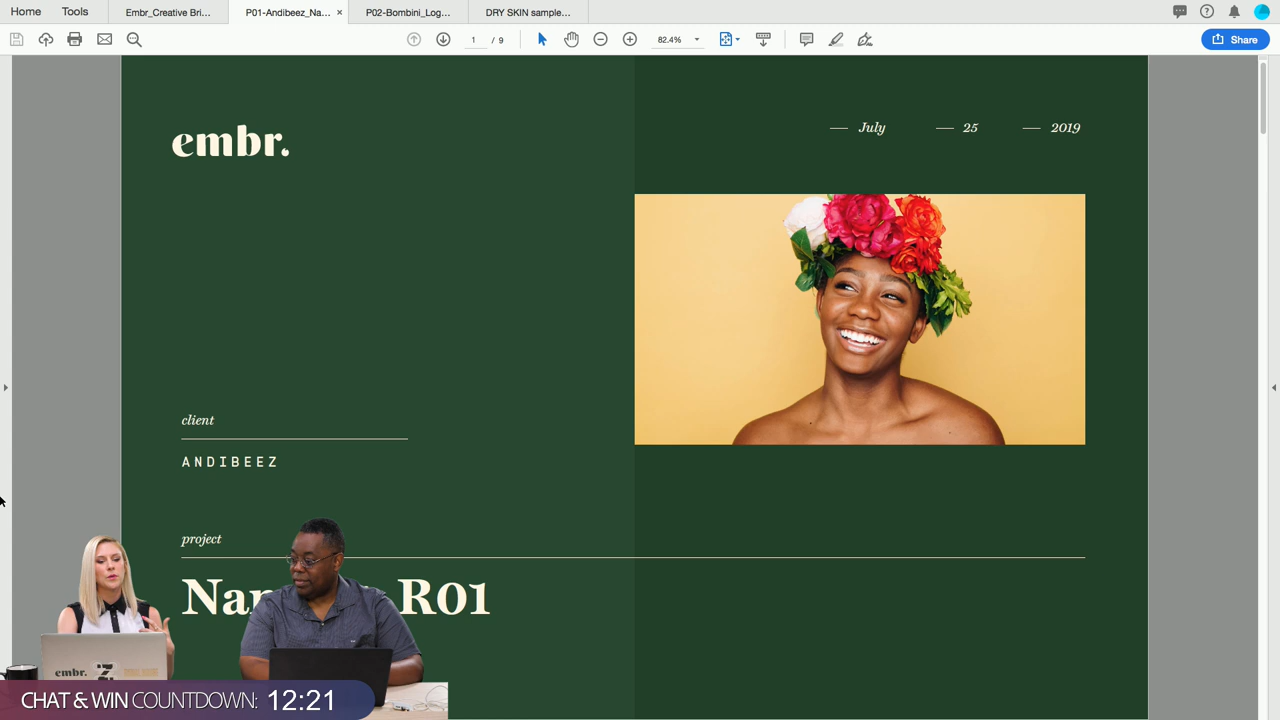 Home Tools Embr_Creative Bri... P01-Andibeez_Na... × P02-Bombini_Log... DRY SKIN sample...
1 / 9 82.4% Share
embr.
July 25 2019
client
ANDIBEEZ
project
R01
embr.
CHAT & WIN COUNTDOWN: 12:21